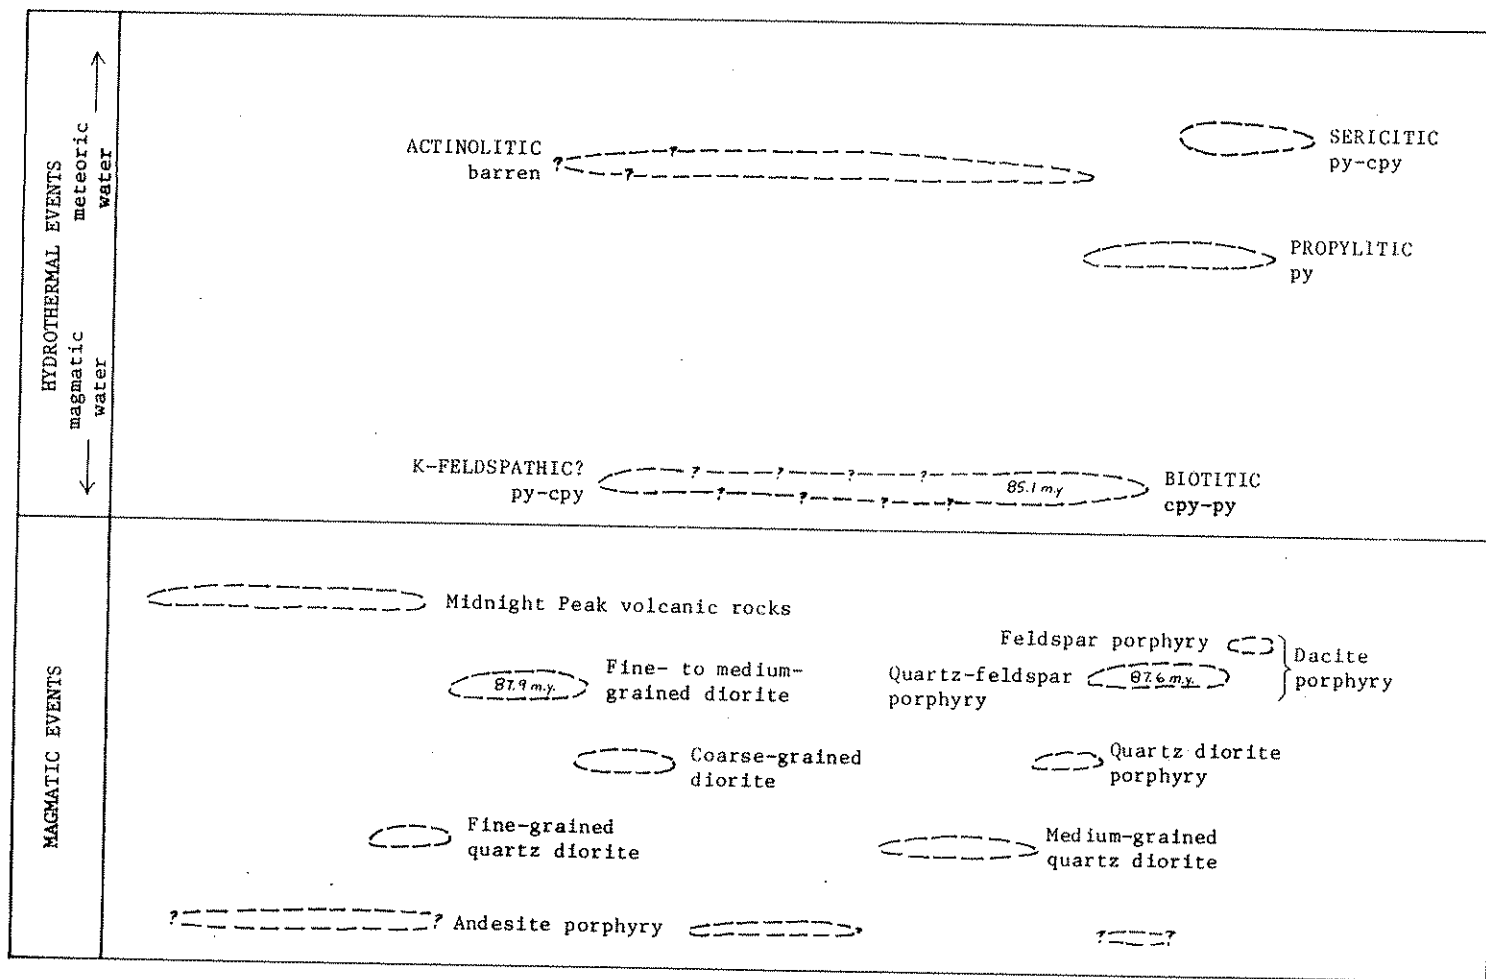 HYDROTHERMAL EVENTS
meteoric
water
magmatic
water
ACTINOLITIC
barren
?
?
?
SERICITIC
py-cpy
PROPYLITIC
py
K-FELDSPATHIC?
py-cpy
? ? ? ?
? ? ? ?
85.1 m.y
BIOTITIC
cpy-py
MAGMATIC EVENTS
Midnight Peak volcanic rocks
87.9 m.y.
Fine- to medium-
grained diorite
Feldspar porphyry
Quartz-feldspar
porphyry
87.6 m.y.
Dacite
porphyry
Coarse-grained
diorite
Quartz diorite
porphyry
Fine-grained
quartz diorite
Medium-grained
quartz diorite
? ? Andesite porphyry ? ? ?